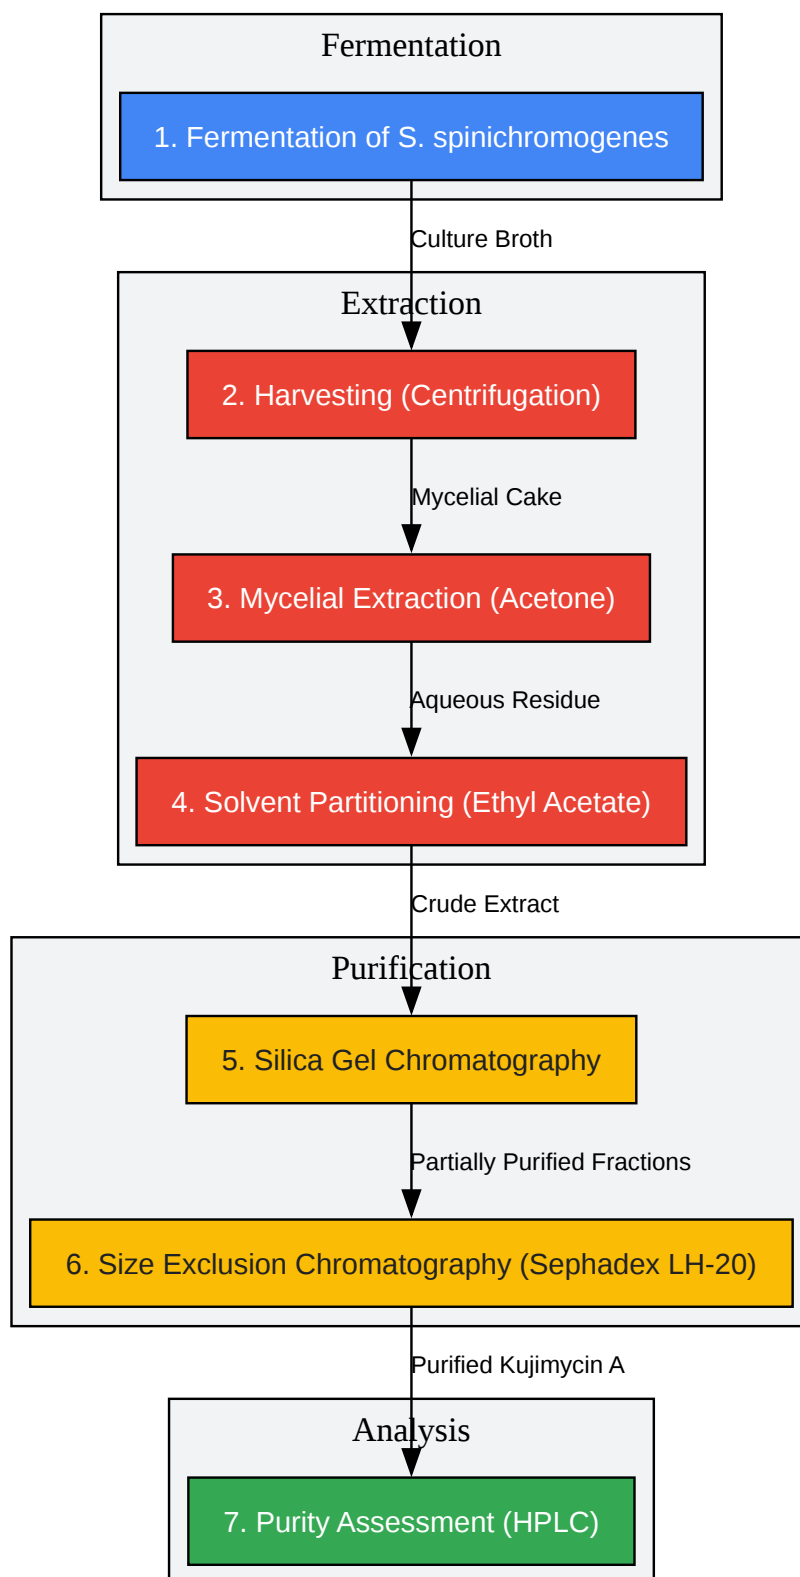 Fermentation
1. Fermentation of S. spinichromogenes
Culture Broth
Extraction
2. Harvesting (Centrifugation)
Mycelial Cake
3. Mycelial Extraction (Acetone)
Aqueous Residue
4. Solvent Partitioning (Ethyl Acetate)
Crude Extract
Purification
5. Silica Gel Chromatography
Partially Purified Fractions
6. Size Exclusion Chromatography (Sephadex LH-20)
Purified Kujimycin A
Analysis
7. Purity Assessment (HPLC)